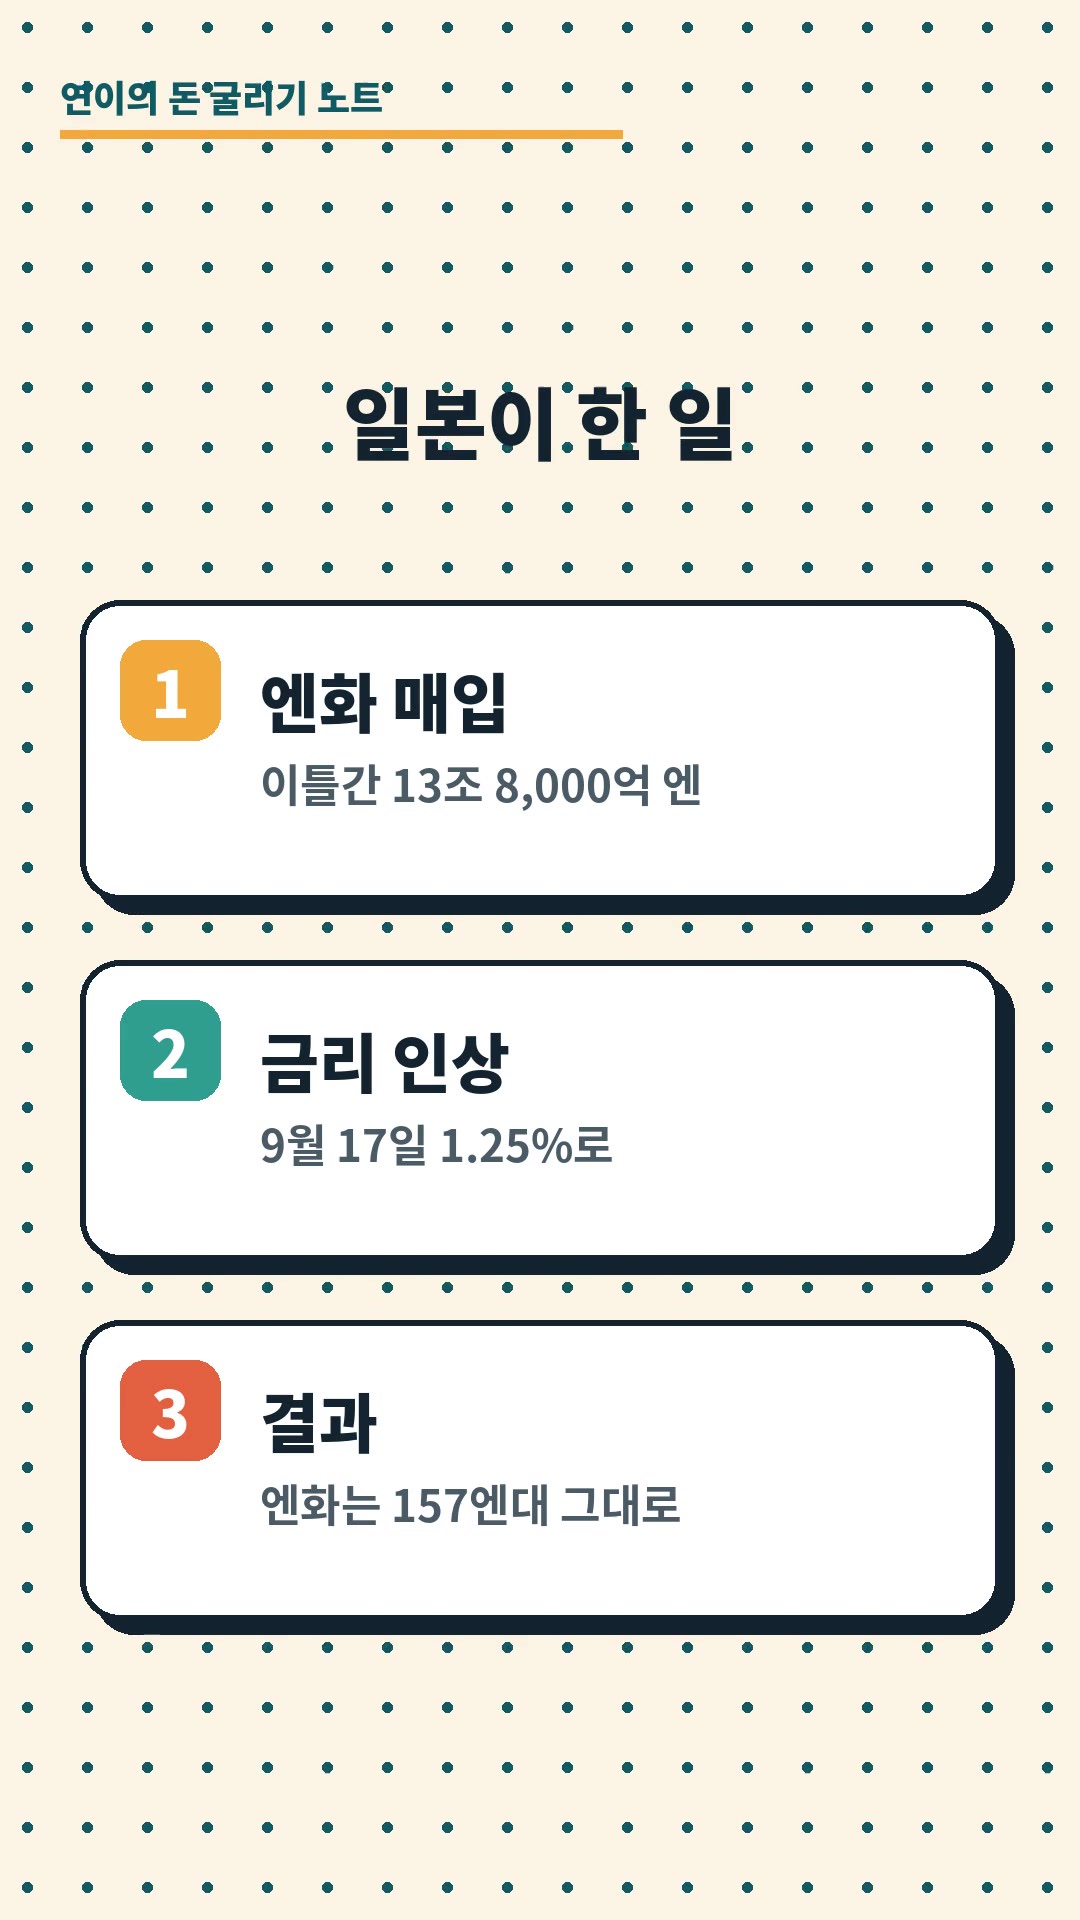 연이의 돈 굴리기 노트
일본이 한 일
1
엔화 매입
이틀간 13조 8,000억 엔
2
금리 인상
9월 17일 1.25%로
3
결과
엔화는 157엔대 그대로